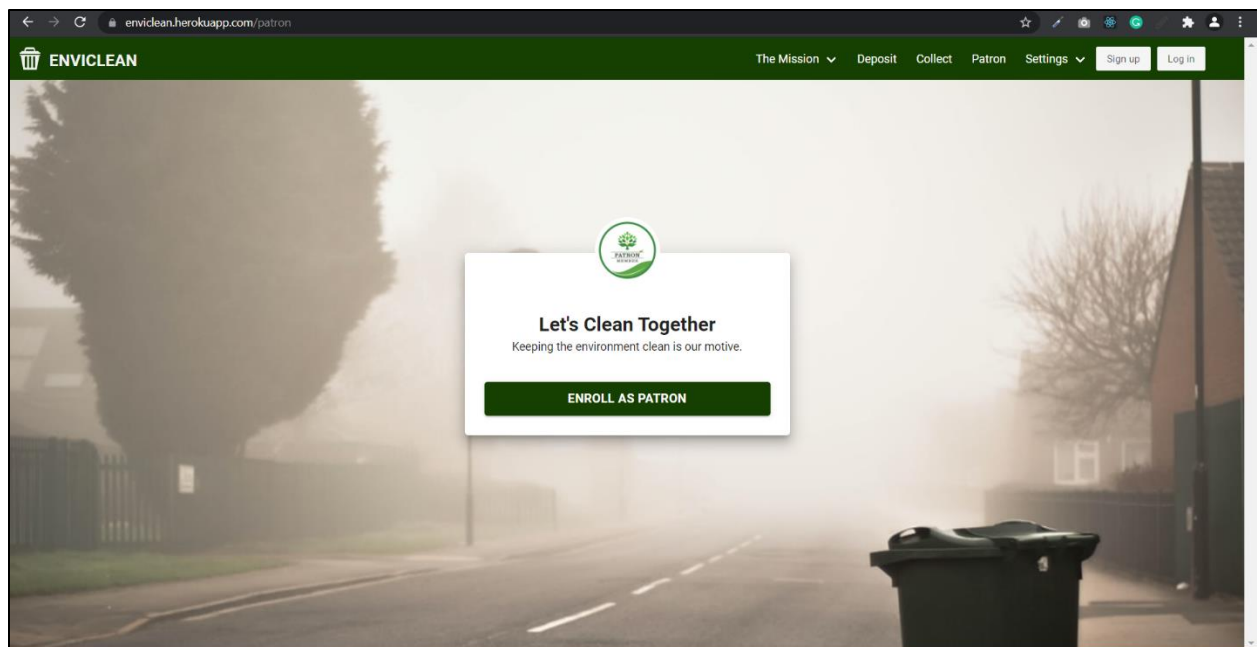 enviclean.herokuapp.com/patron
ENVICLEAN
The Mission Deposit Collect Patron Settings Sign up Log in
PATRON
Let's Clean Together
Keeping the environment clean is our motive.
ENROLL AS PATRON